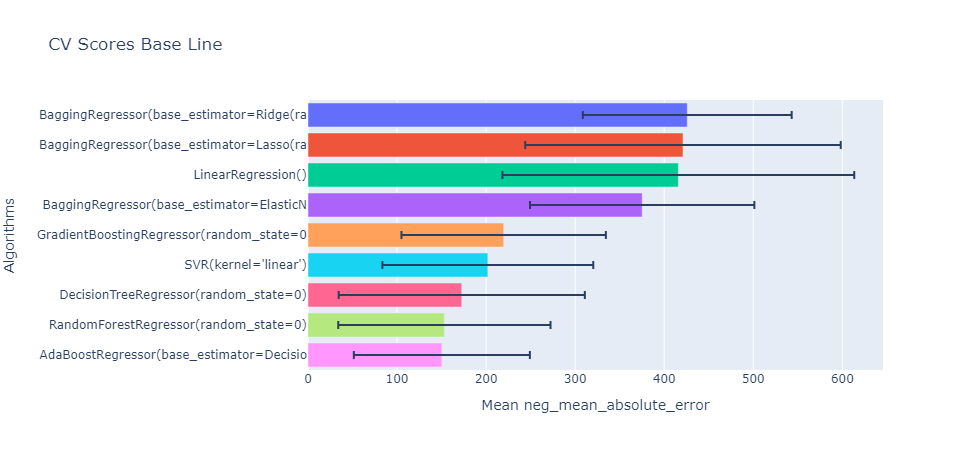 CV Scores Base Line
BaggingRegressor(base_estimator=Ridge(ra
BaggingRegressor(base_estimator=Lasso(ra
LinearRegression()
BaggingRegressor(base_estimator=ElasticN
GradientBoostingRegressor(random_state=0
SVR(kernel='linear')
DecisionTreeRegressor(random_state=0)
RandomForestRegressor(random_state=0)
AdaBoostRegressor(base_estimator=Decisio
Algorithms
0 100 200 300 400 500 600
Mean neg_mean_absolute_error